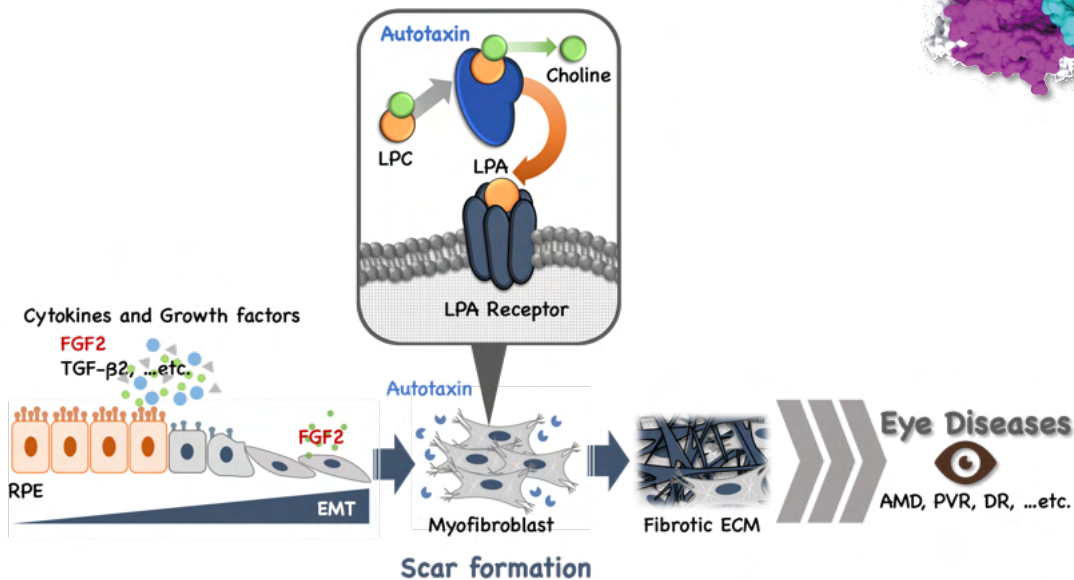 Autotaxin
Choline
LPC
LPA
LPA Receptor
Cytokines and Growth factors
FGF2
TGF-β2, ...etc.
Autotaxin
FGF2
RPE
EMT
Myofibroblast
Fibrotic ECM
Eye Diseases
AMD, PVR, DR, ...etc.
Scar formation